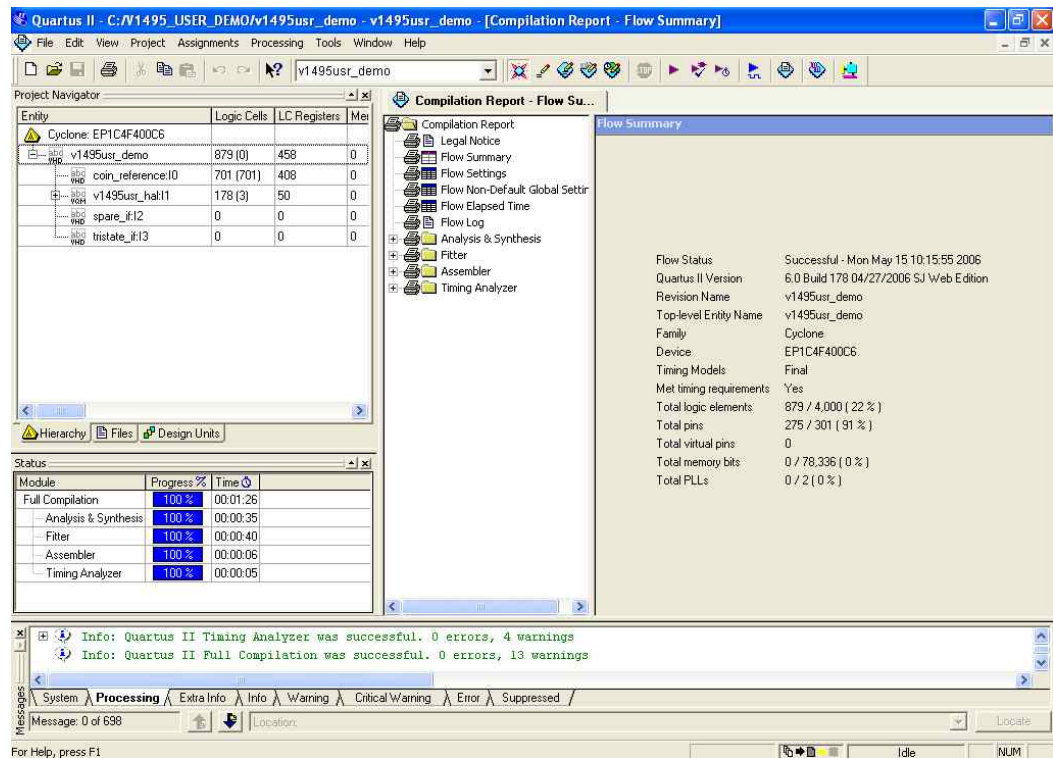 Quartus II - C:/V1495_USER_DEMO/v1495usr_demo - v1495usr_demo - [Compilation Report - Flow Summary]
File Edit View Project Assignments Processing Tools Window Help
v1495usr_demo
Project Navigator
Entity Logic Cells LC Registers Mei
Cyclone: EP1C4F400C6
v1495usr_demo 879 (0) 458 0
coin_reference:I0 701 (701) 408 0
v1495usr_hal:I1 178 (3) 50 0
spare_if:I2 0 0 0
tristate_if:I3 0 0 0
Hierarchy Files Design Units
Status
Module Progress % Time
Full Compilation 100 % 00:01:26
Analysis & Synthesis 100 % 00:00:35
Fitter 100 % 00:00:40
Assembler 100 % 00:00:06
Timing Analyzer 100 % 00:00:05
Compilation Report - Flow Su...
Compilation Report
Legal Notice
Flow Summary
Flow Settings
Flow Non-Default Global Settir
Flow Elapsed Time
Flow Log
Analysis & Synthesis
Fitter
Assembler
Timing Analyzer
Flow Summary
Flow Status Successful - Mon May 15 10:15:55 2006
Quartus II Version 6.0 Build 178 04/27/2006 SJ Web Edition
Revision Name v1495usr_demo
Top-level Entity Name v1495usr_demo
Family Cyclone
Device EP1C4F400C6
Timing Models Final
Met timing requirements Yes
Total logic elements 879 / 4,000 ( 22 % )
Total pins 275 / 301 ( 91 % )
Total virtual pins 0
Total memory bits 0 / 78,336 ( 0 % )
Total PLLs 0 / 2 ( 0 % )
Info: Quartus II Timing Analyzer was successful. 0 errors, 4 warnings
Info: Quartus II Full Compilation was successful. 0 errors, 13 warnings
System Processing Extra Info Info Warning Critical Warning Error Suppressed
Messages
Message: 0 of 698
Location:
Locate
For Help, press F1
Idle
NUM